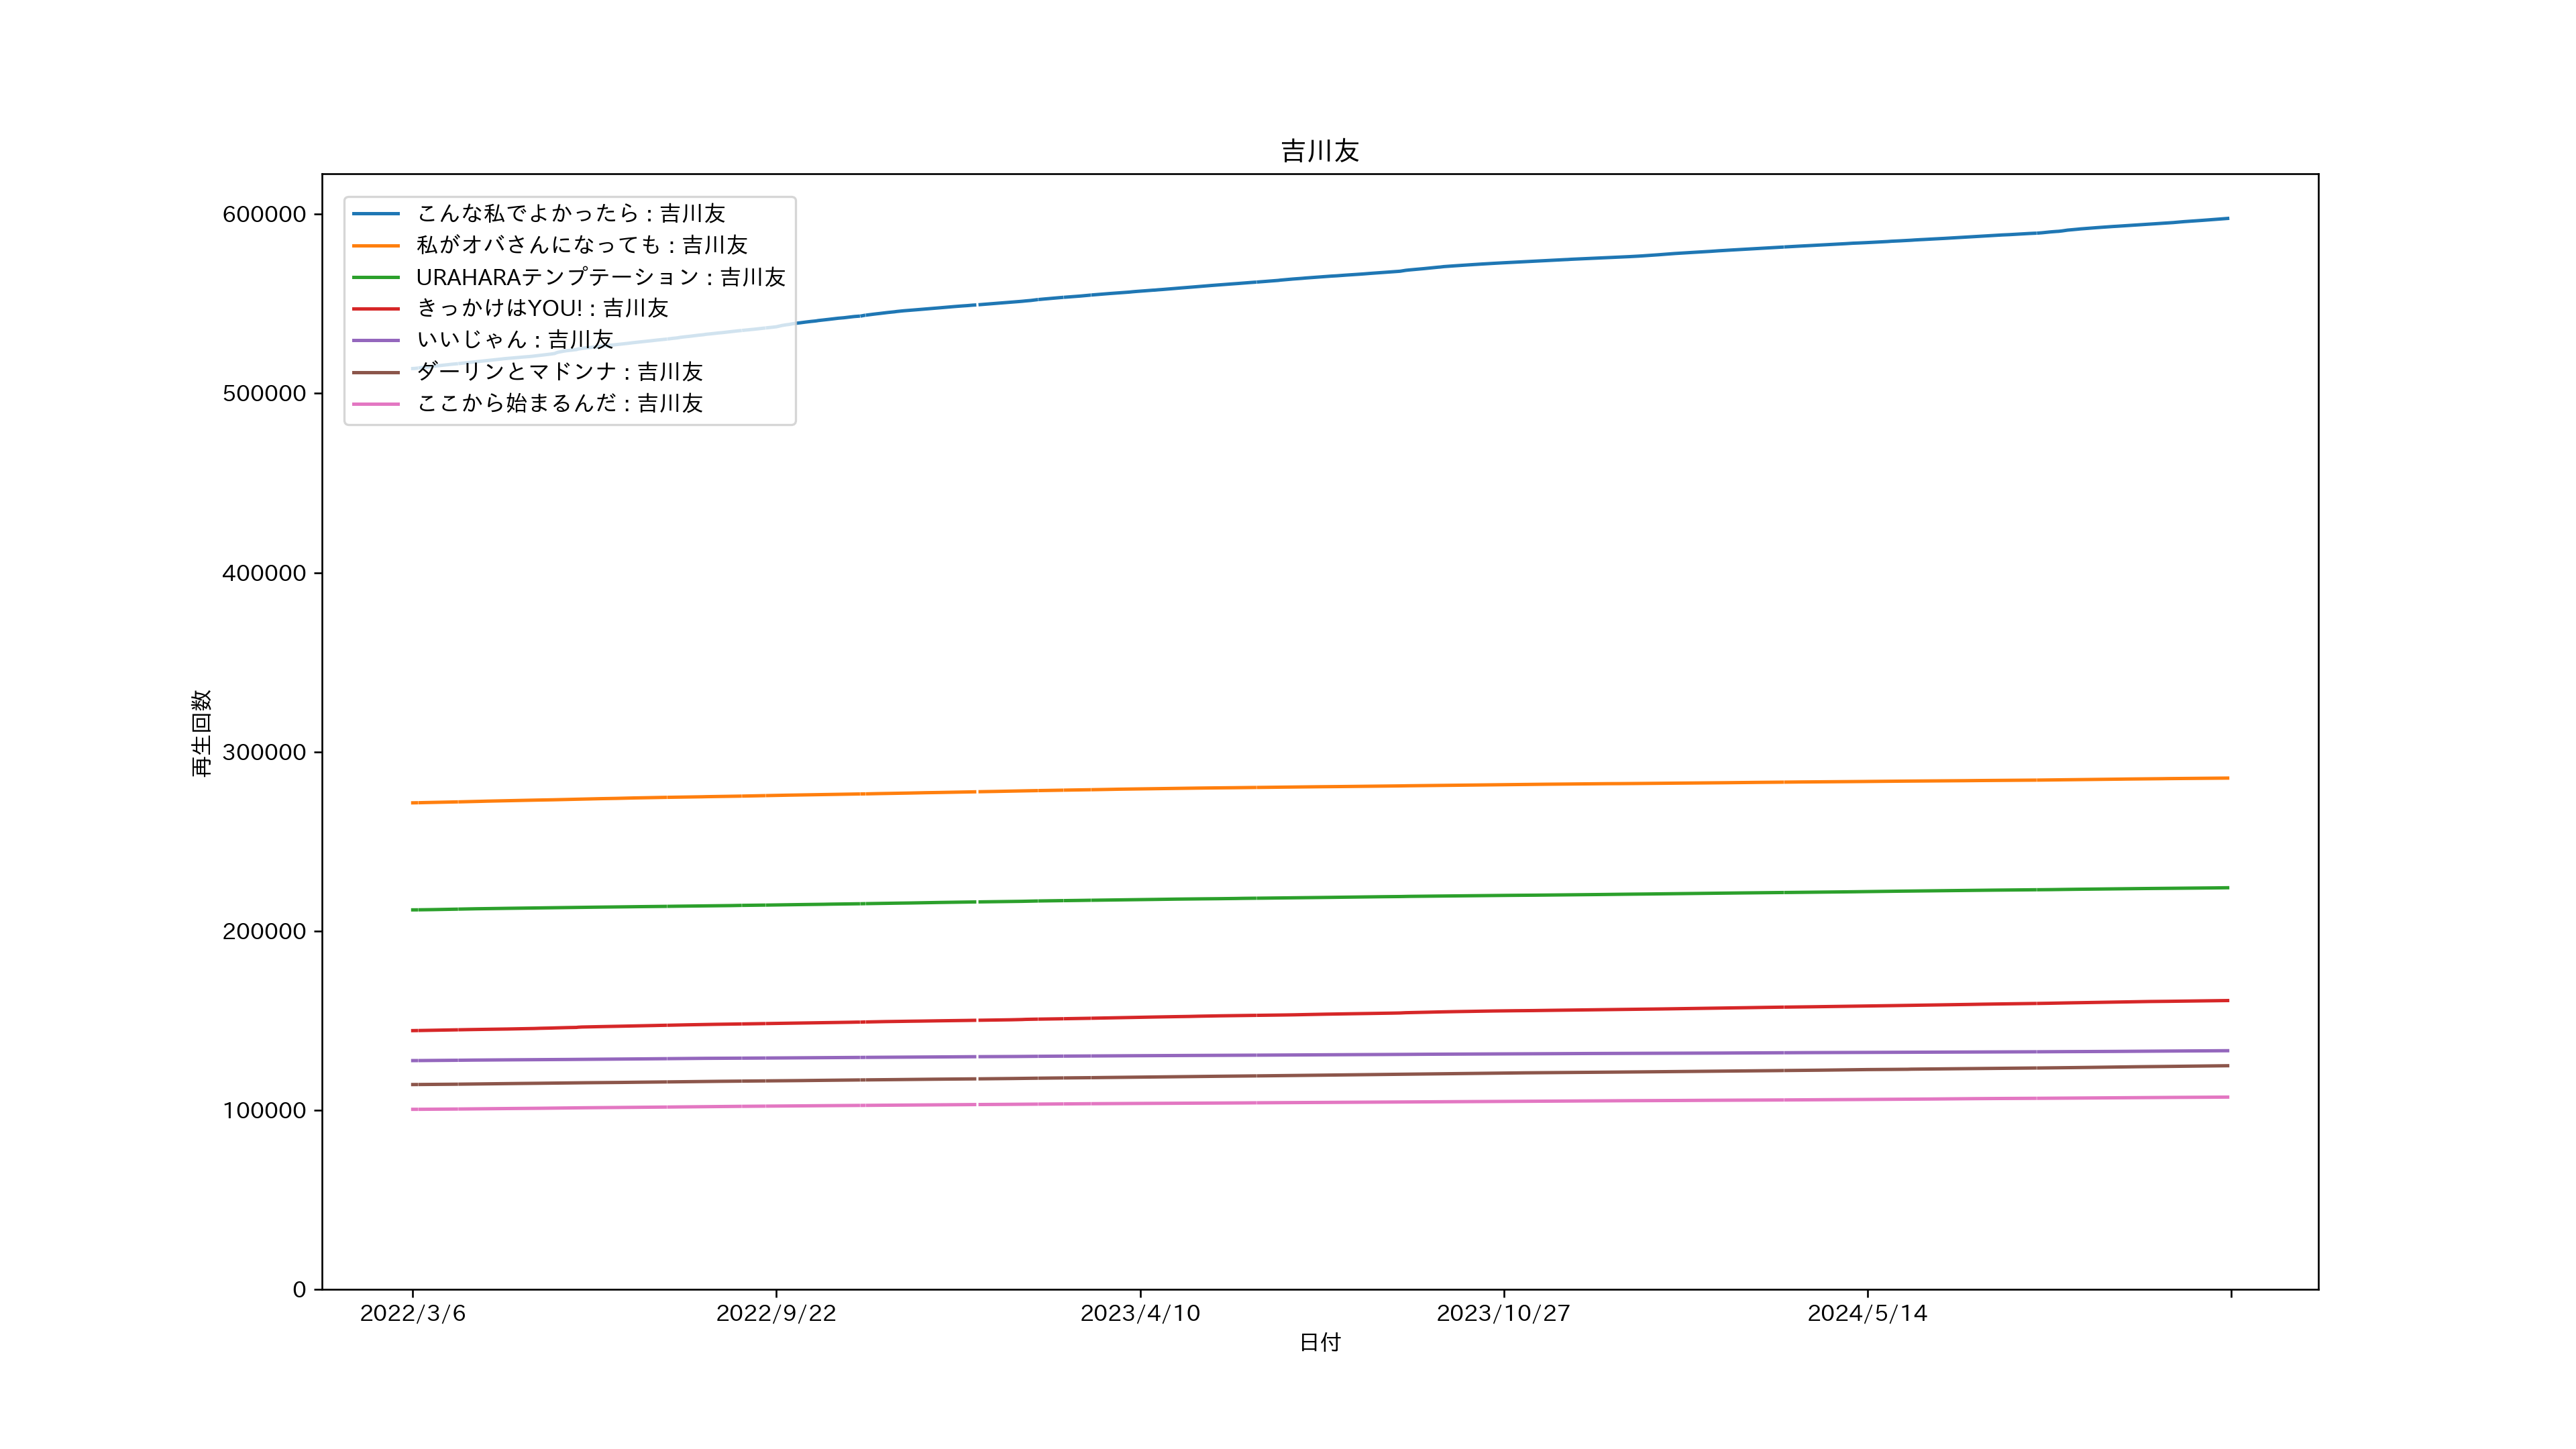 吉川友
こんな私でよかったら : 吉川友
私がオバさんになっても : 吉川友
URAHARAテンプテーション : 吉川友
きっかけはYOU! : 吉川友
いいじゃん : 吉川友
ダーリンとマドンナ : 吉川友
ここから始まるんだ : 吉川友
600000
500000
400000
300000
200000
100000
0
再生回数
2022/3/6
2022/9/22
2023/4/10
2023/10/27
2024/5/14
日付